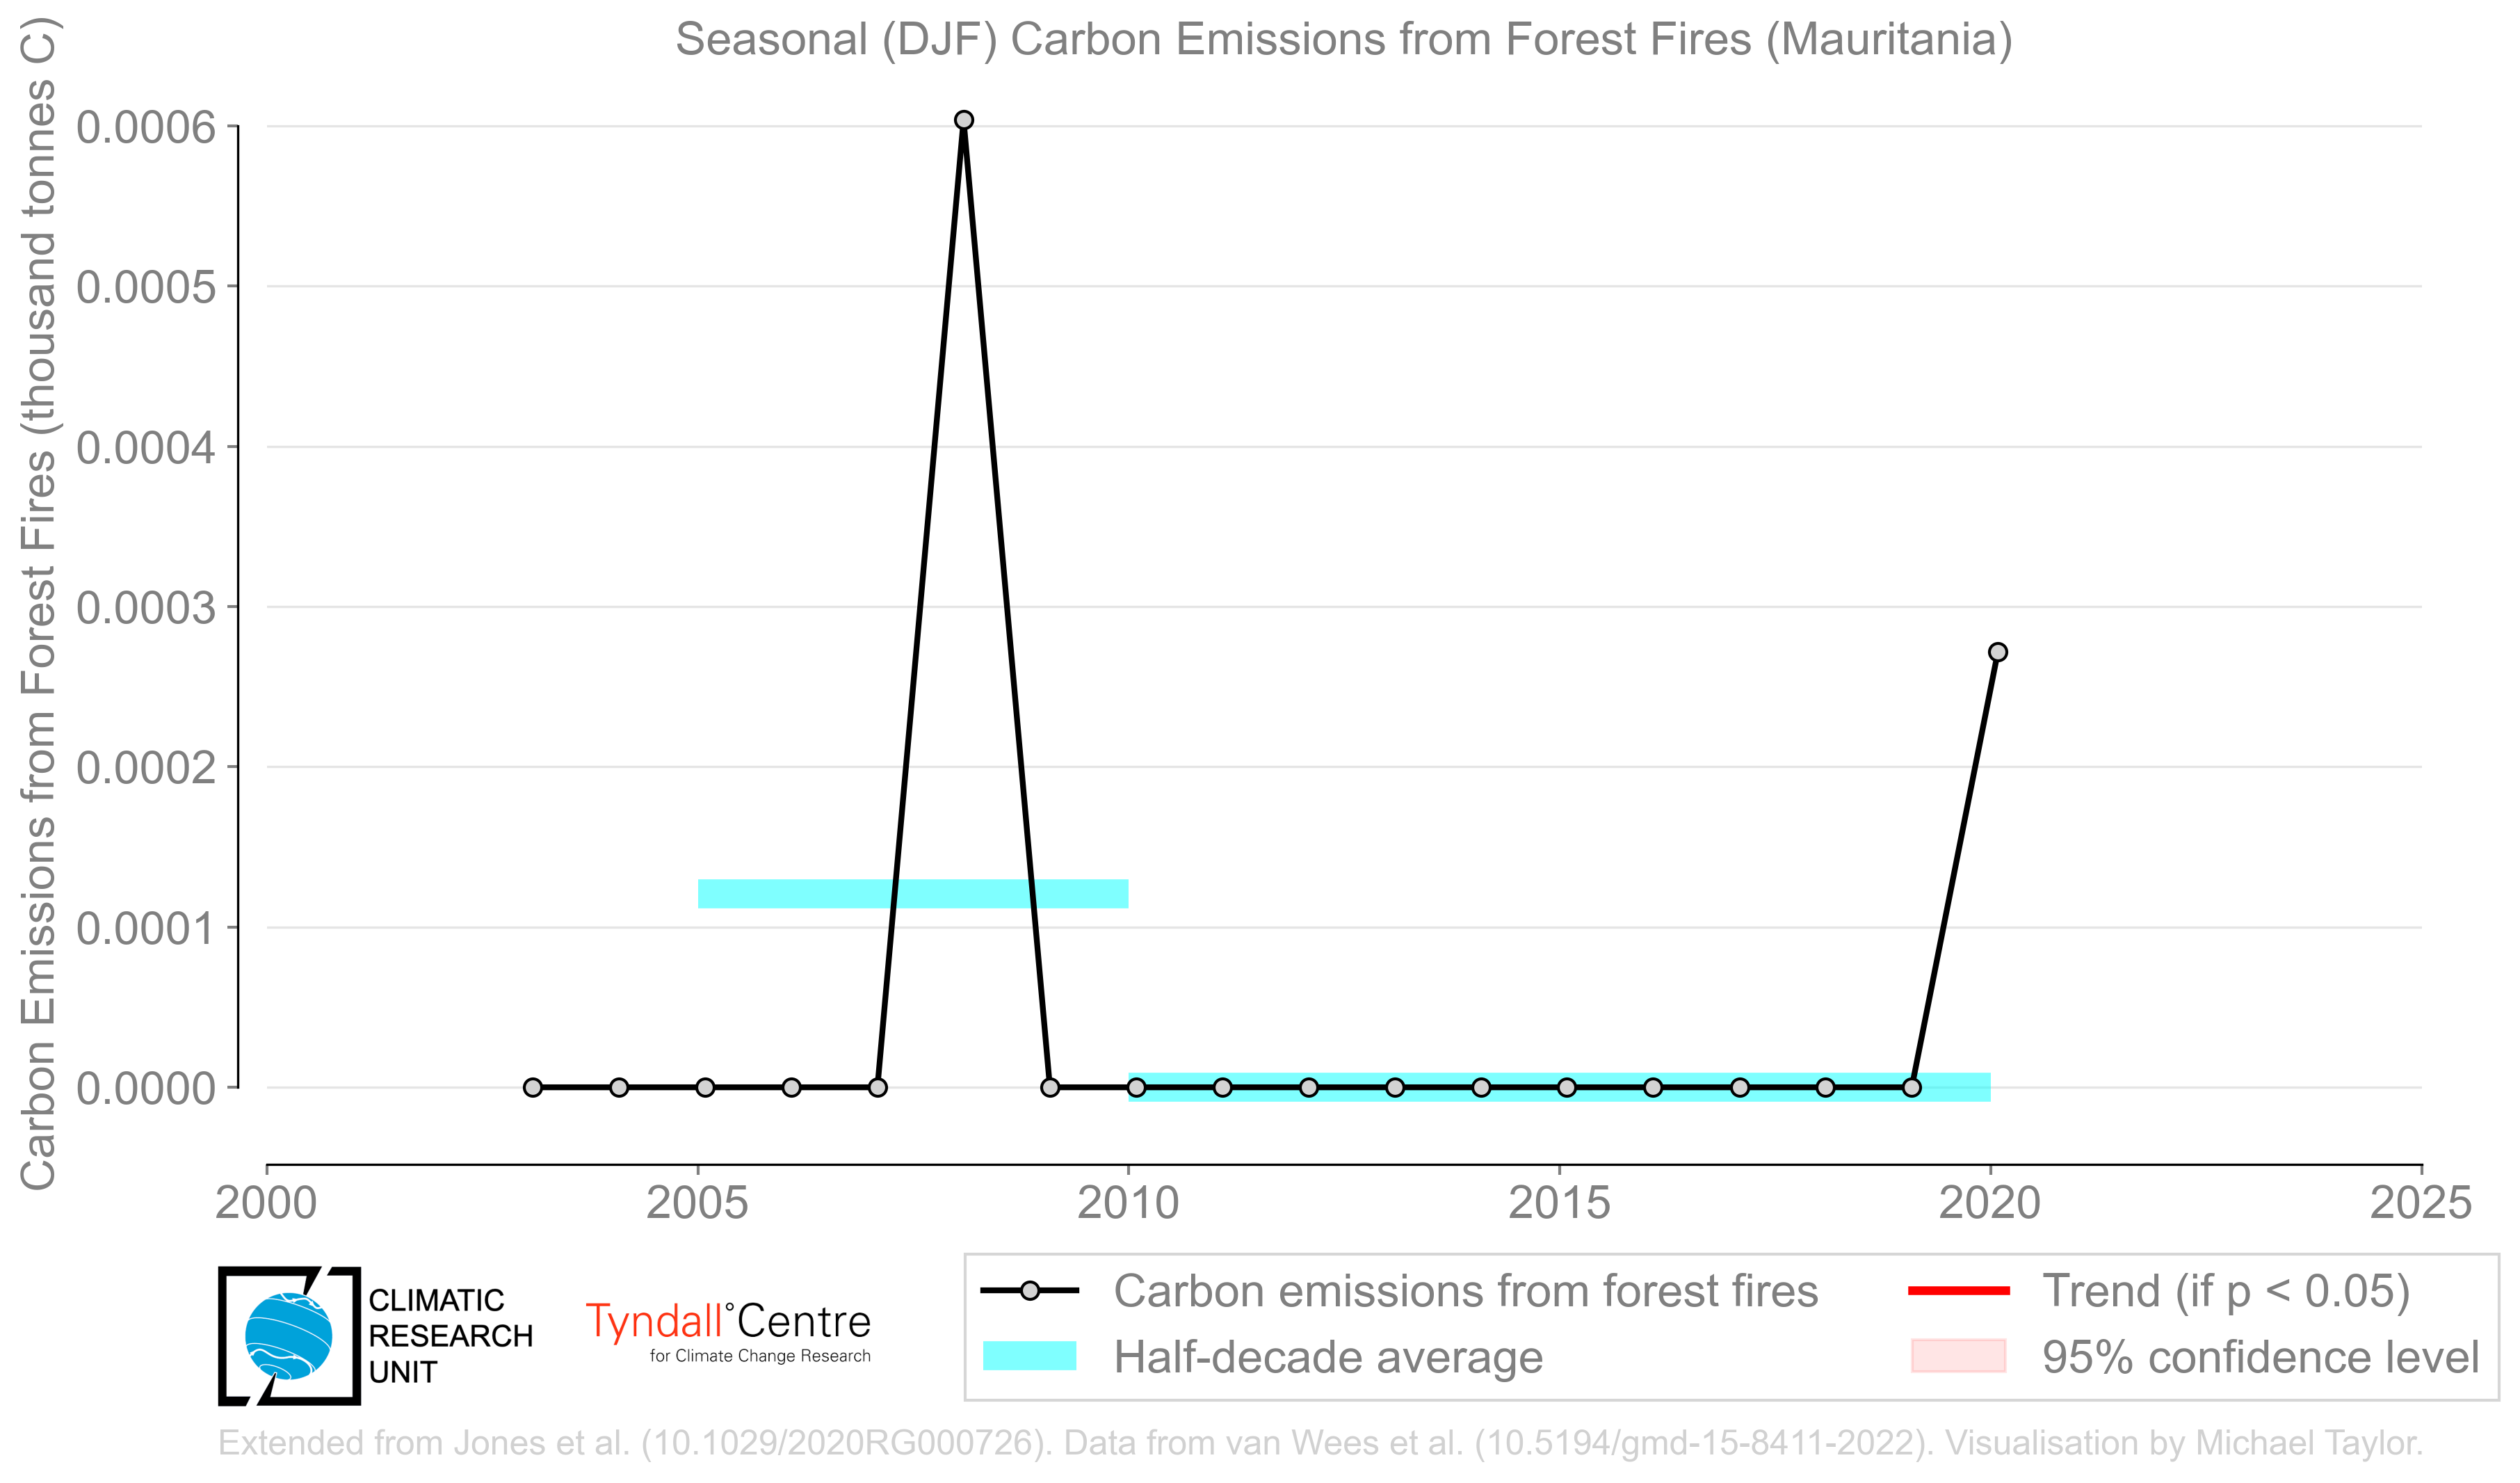 Seasonal (DJF) Carbon Emissions from Forest Fires (Mauritania)
Carbon Emissions from Forest Fires (thousand tonnes C)
0.0006
0.0005
0.0004
0.0003
0.0002
0.0001
0.0000
2000 2005 2010 2015 2020 2025
CLIMATIC
RESEARCH
UNIT
Tyndall°Centre
for Climate Change Research
Carbon emissions from forest fires
Half-decade average
Trend (if p < 0.05)
95% confidence level
Extended from Jones et al. (10.1029/2020RG000726). Data from van Wees et al. (10.5194/gmd-15-8411-2022). Visualisation by Michael Taylor.